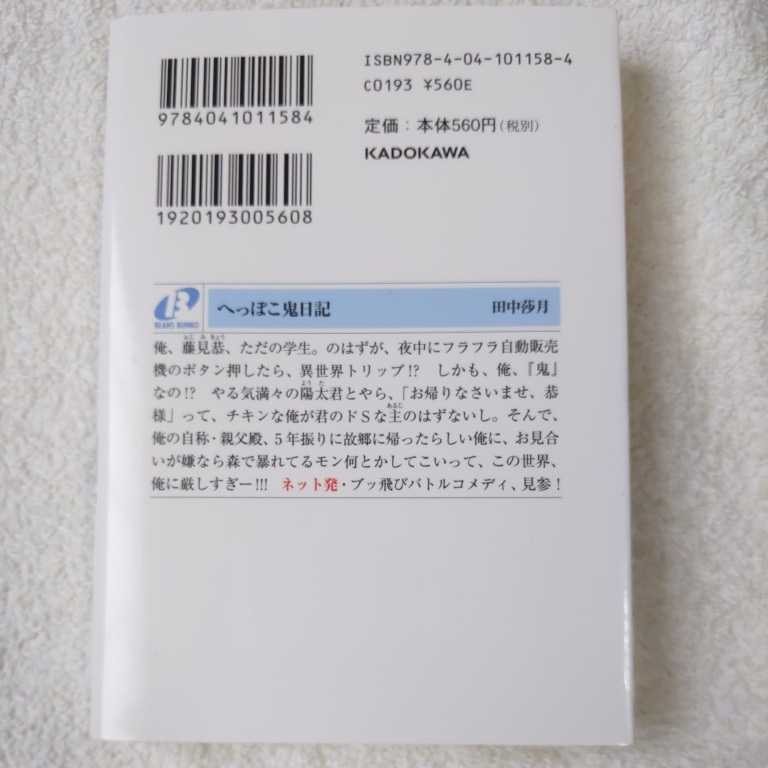 ISBN978-4-04-101158-4
C0193 ¥560E
9784041011584
定価：本体560円(税別)
KADOKAWA
1920193005608
BEANS BUNKO
へっぽこ鬼日記 田中莎月
俺、藤見恭、ただの学生。のはずが、夜中にフラフラ自動販売
機のボタン押したら、異世界トリップ!? しかも、俺、『鬼』
なの!? やる気満々の陽太君とやら、「お帰りなさいませ、恭
様」って、チキンな俺が君のドSな主のはずないし。そんで、
俺の自称・親父殿、5年振りに故郷に帰ったらしい俺に、お見合
いが嫌なら森で暴れてるモン何とかしてこいって、この世界、
俺に厳しすぎー!!! ネット発・ブッ飛びバトルコメディ、見参！